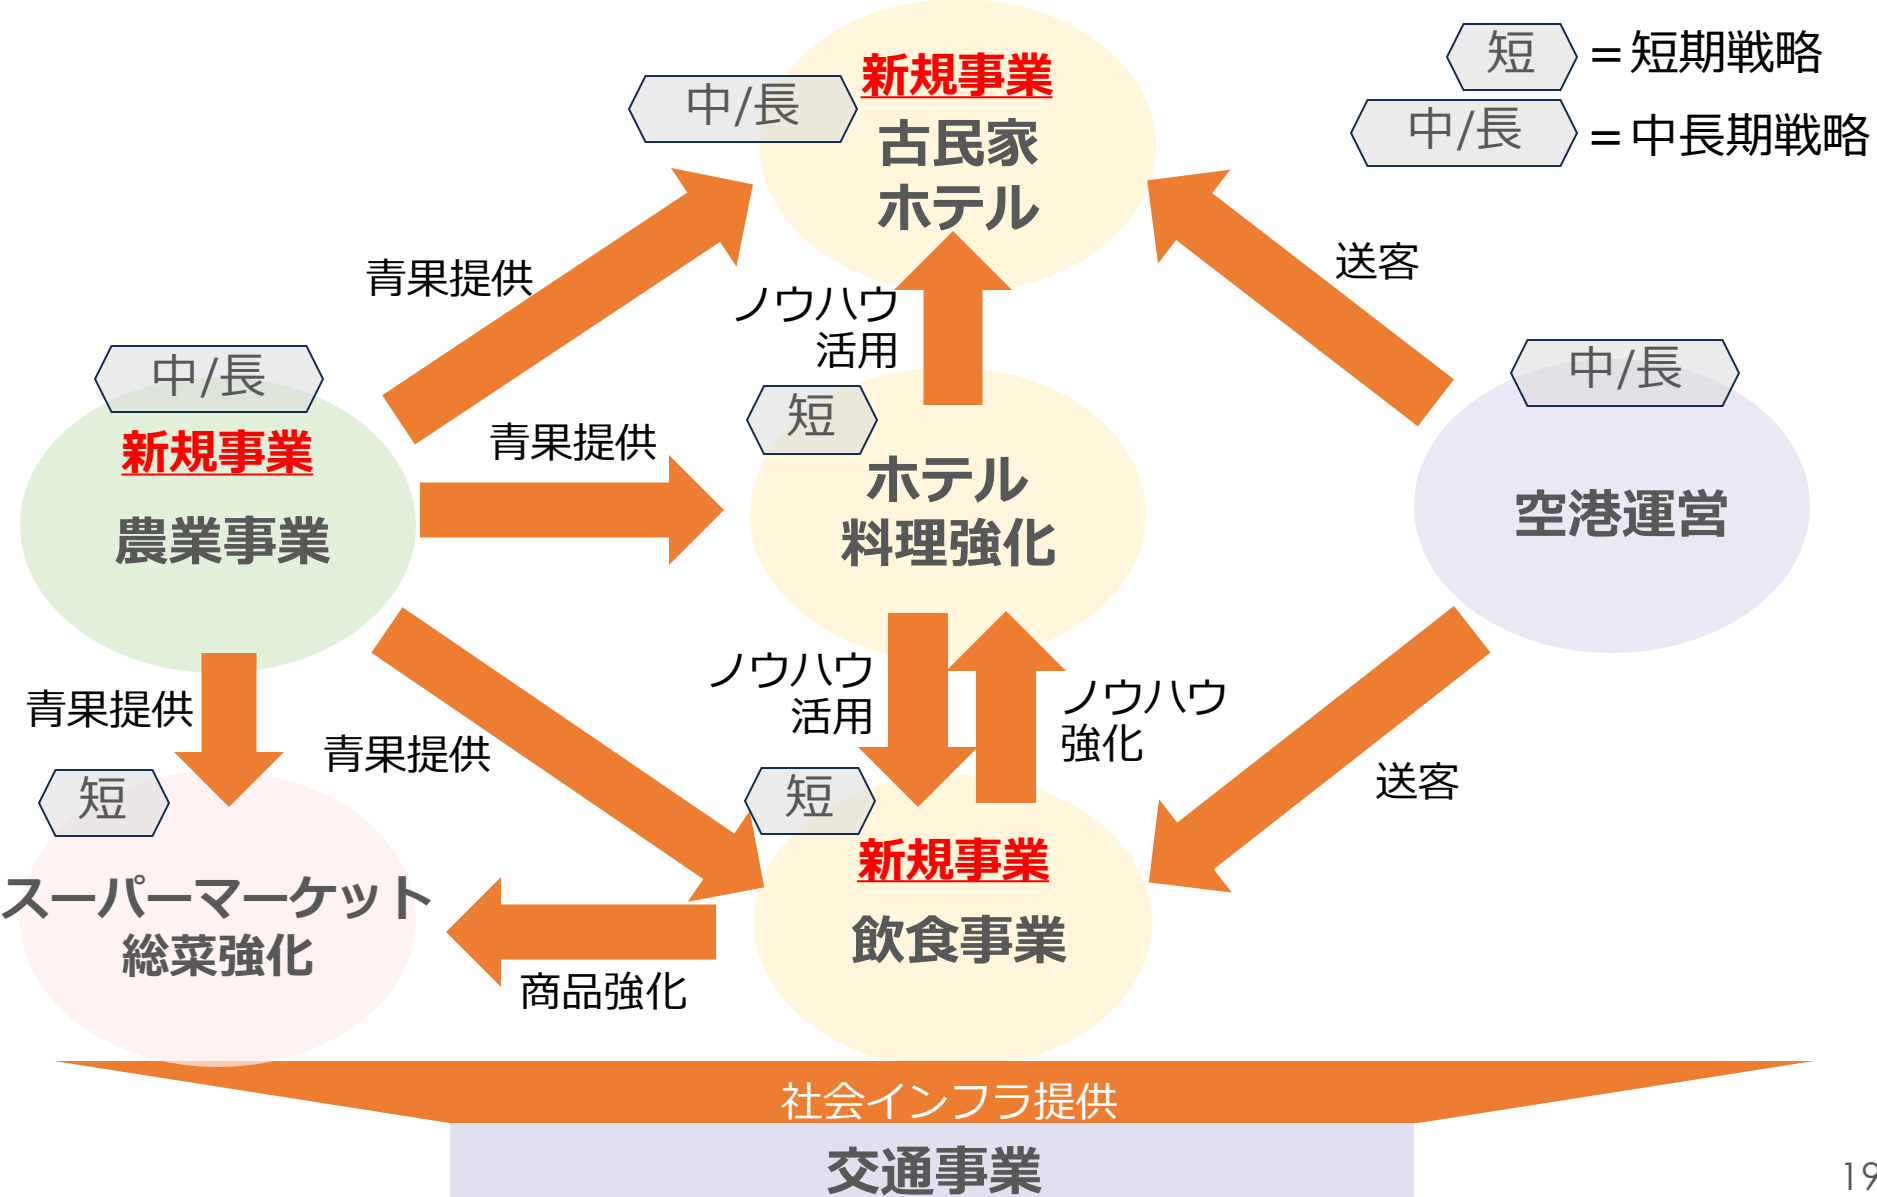 短
＝短期戦略
中/長
＝中長期戦略
中/長
新規事業
古民家
ホテル
青果提供
送客
ノウハウ
活用
中/長
新規事業
農業事業
青果提供
短
ホテル
料理強化
中/長
空港運営
青果提供
青果提供
ノウハウ
活用
ノウハウ
強化
送客
短
スーパーマーケット
総菜強化
短
新規事業
飲食事業
商品強化
社会インフラ提供
交通事業
19